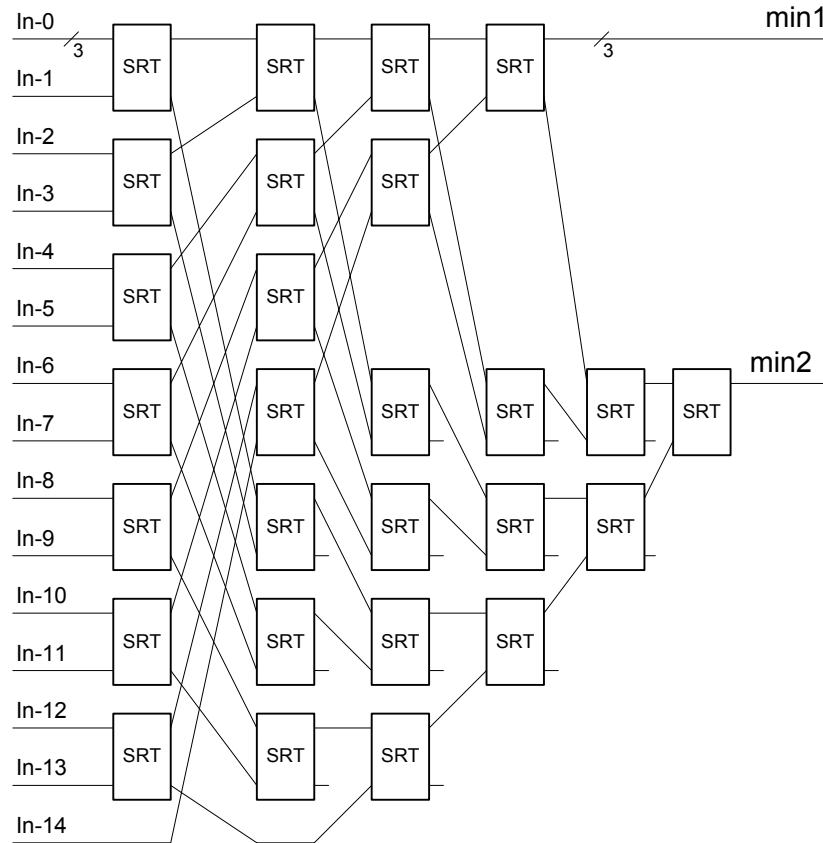 In-0 min1
3 3
SRT SRT SRT SRT
In-1
In-2
SRT SRT SRT
In-3
In-4
SRT SRT
In-5
In-6 min2
SRT SRT SRT SRT SRT SRT
In-7
In-8
SRT SRT SRT SRT SRT
In-9
In-10
SRT SRT SRT SRT
In-11
In-12
SRT SRT SRT
In-13
In-14